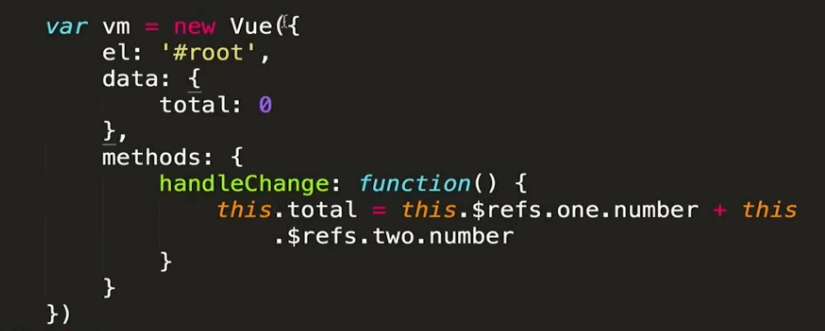 var vm = new Vue({
    el: '#root',
    data: {
        total: 0
    },
    methods: {
        handleChange: function() {
            this.total = this.$refs.one.number + this
                .$refs.two.number
        }
    }
})